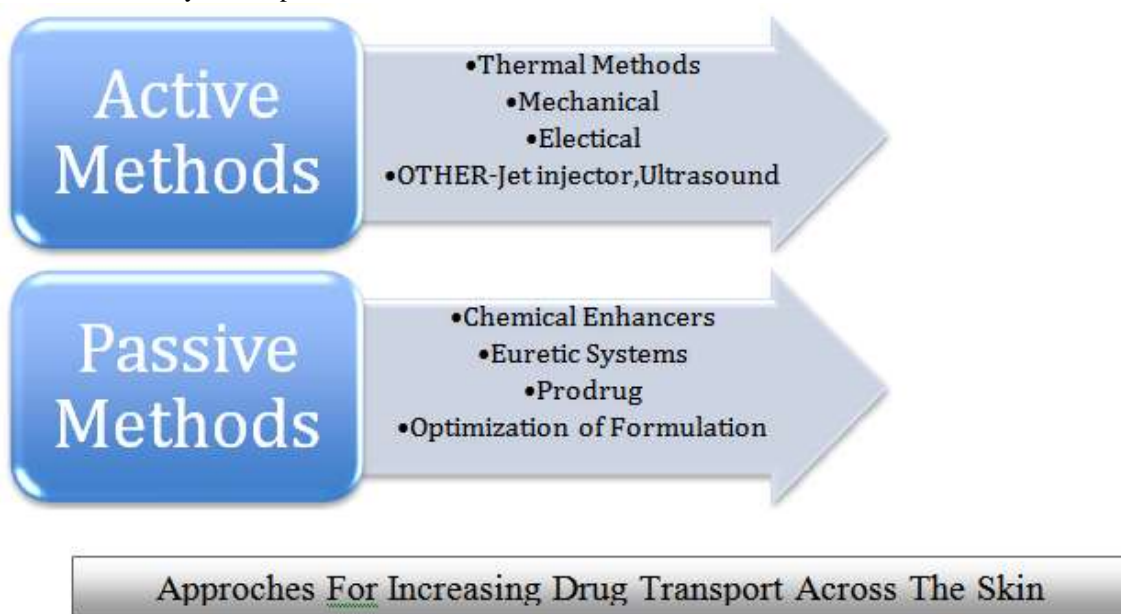 Active
Methods
•Thermal Methods
•Mechanical
•Electical
•OTHER-Jet injector,Ultrasound
Passive
Methods
•Chemical Enhancers
•Euretic Systems
•Prodrug
•Optimization of Formulation
Approches For Increasing Drug Transport Across The Skin